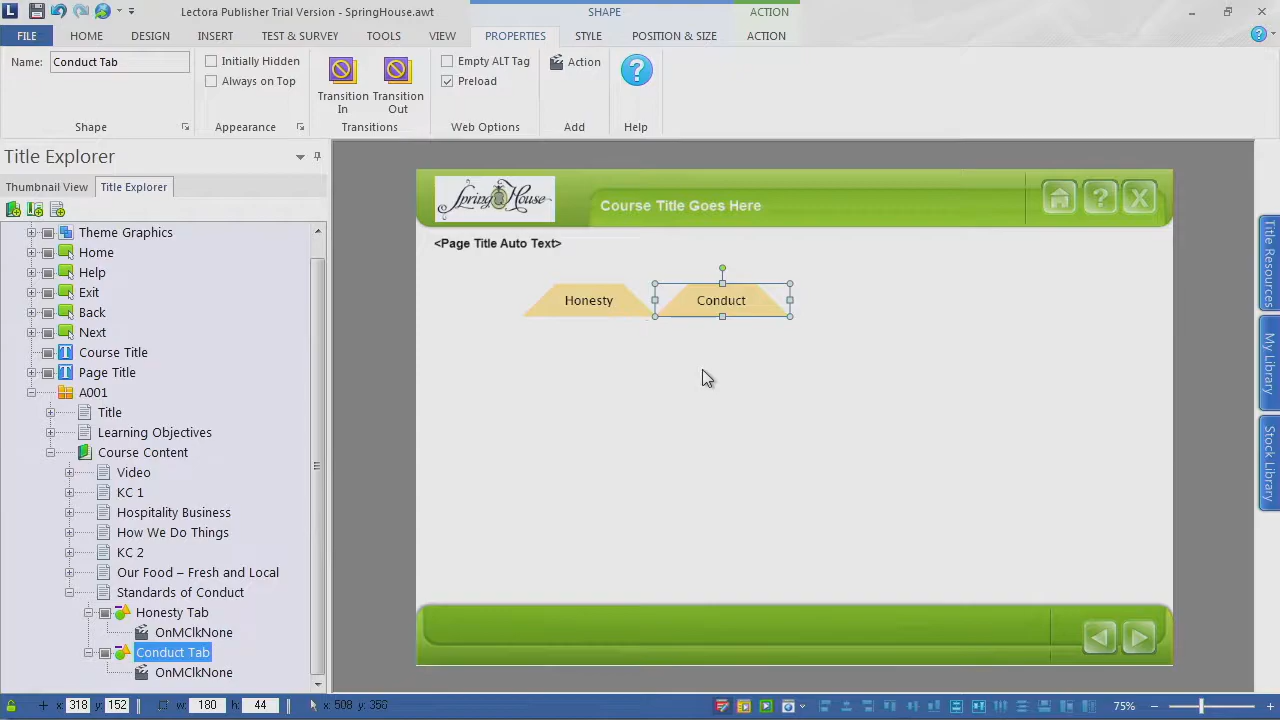 Lectora Publisher Trial Version - SpringHouse.awt
SHAPE
ACTION
FILE
HOME
DESIGN
INSERT
TEST & SURVEY
TOOLS
VIEW
PROPERTIES
STYLE
POSITION & SIZE
ACTION
Name:
Conduct Tab
Initially Hidden
Always on Top
Transition In
Transition Out
Empty ALT Tag
Preload
Action
Shape
Appearance
Transitions
Web Options
Add
Help
Title Explorer
Thumbnail View
Title Explorer
Theme Graphics
Home
Help
Exit
Back
Next
Course Title
Page Title
A001
Title
Learning Objectives
Course Content
Video
KC 1
Hospitality Business
How We Do Things
KC 2
Our Food – Fresh and Local
Standards of Conduct
Honesty Tab
OnMClkNone
Conduct Tab
OnMClkNone
Spring House
Course Title Goes Here
<Page Title Auto Text>
Honesty
Conduct
Title Resources
My Library
Stock Library
x: 318
y: 152
180
44
x: 508 y: 350
75%